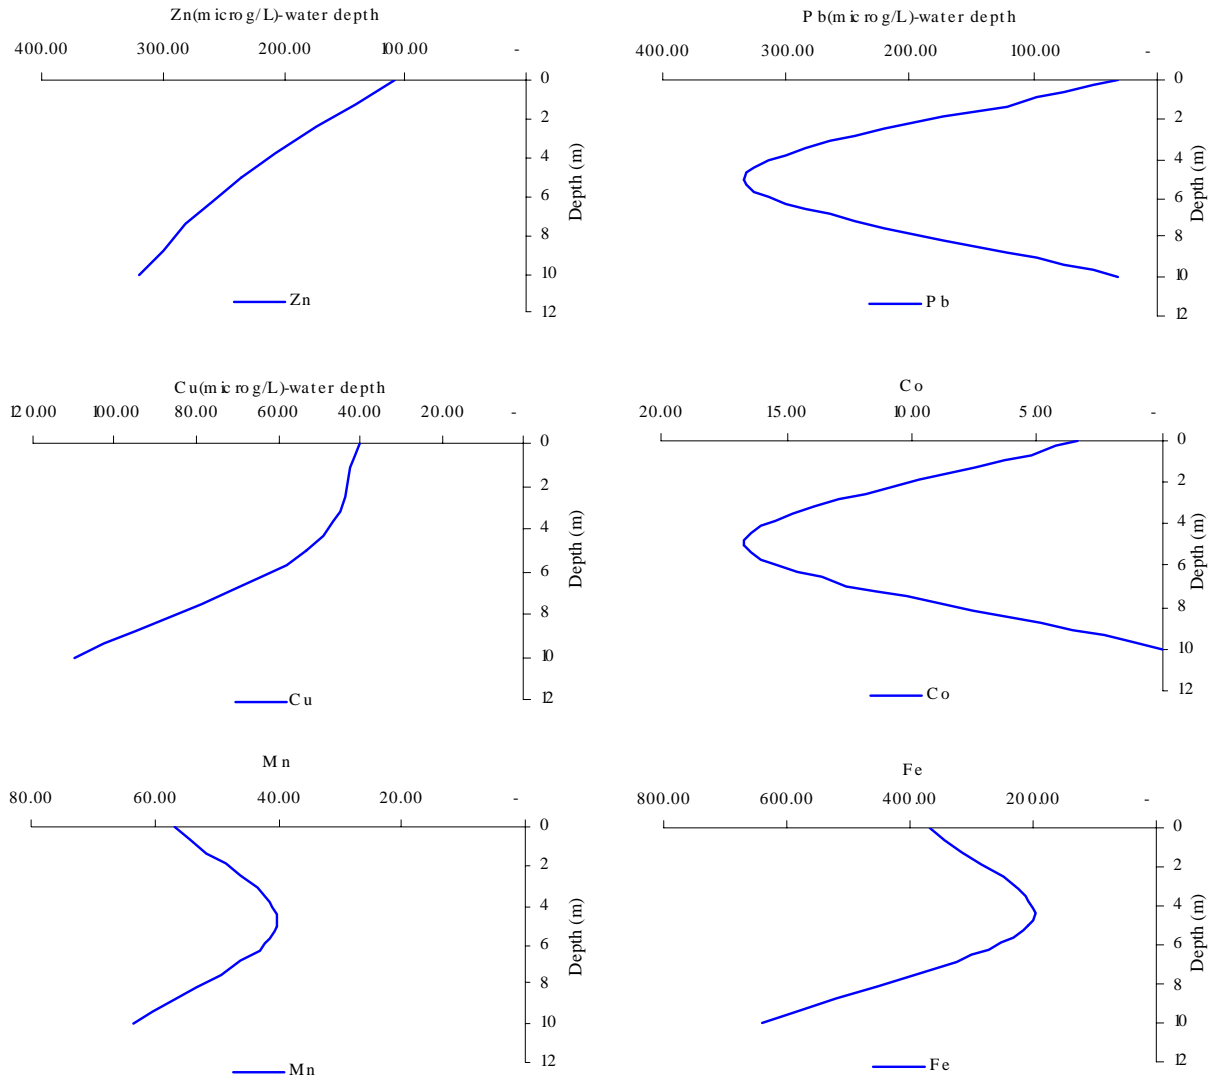 Zn(micro g/L)-water depth
400.00 300.00 200.00 100.00 -
0
2
4
6
8
10
12
Depth (m)
Zn
Pb(micro g/L)-water depth
400.00 300.00 200.00 100.00 -
0
2
4
6
8
10
12
Depth (m)
Pb
Cu(micro g/L)-water depth
120.00 100.00 80.00 60.00 40.00 20.00 -
0
2
4
6
8
10
12
Depth (m)
Cu
Co
20.00 15.00 10.00 5.00 -
0
2
4
6
8
10
12
Depth (m)
Co
Mn
80.00 60.00 40.00 20.00 -
0
2
4
6
8
10
12
Depth (m)
Mn
Fe
800.00 600.00 400.00 200.00 -
0
2
4
6
8
10
12
Depth (m)
Fe